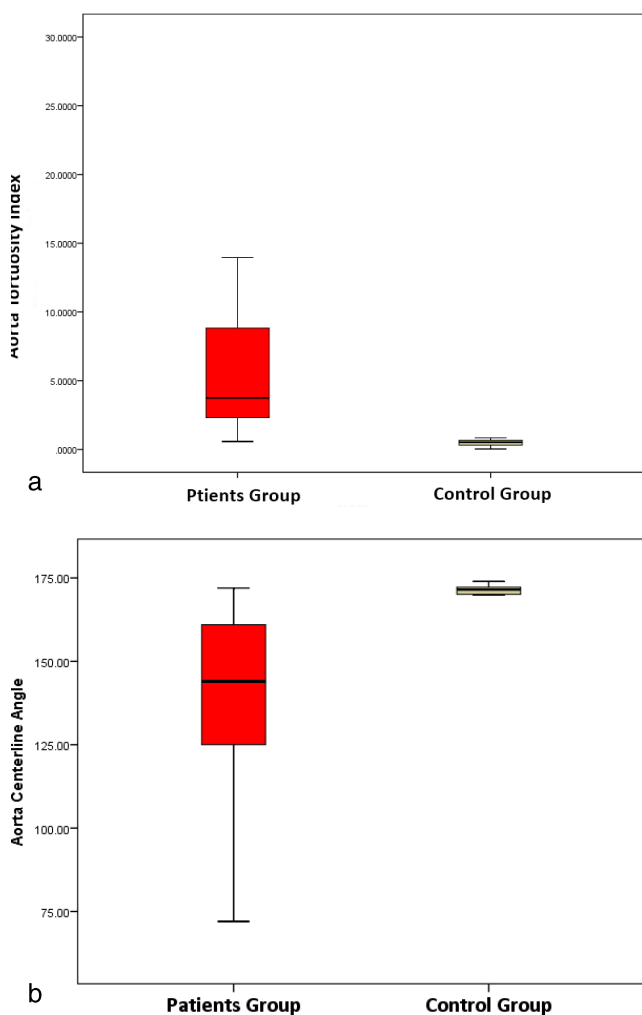 30.0000
25.0000
20.0000
15.0000
10.0000
5.0000
.0000
Aorta Tortuosity Index
a
Ptients Group Control Group
175.00
150.00
125.00
100.00
75.00
Aorta Centerline Angle
b
Patients Group Control Group